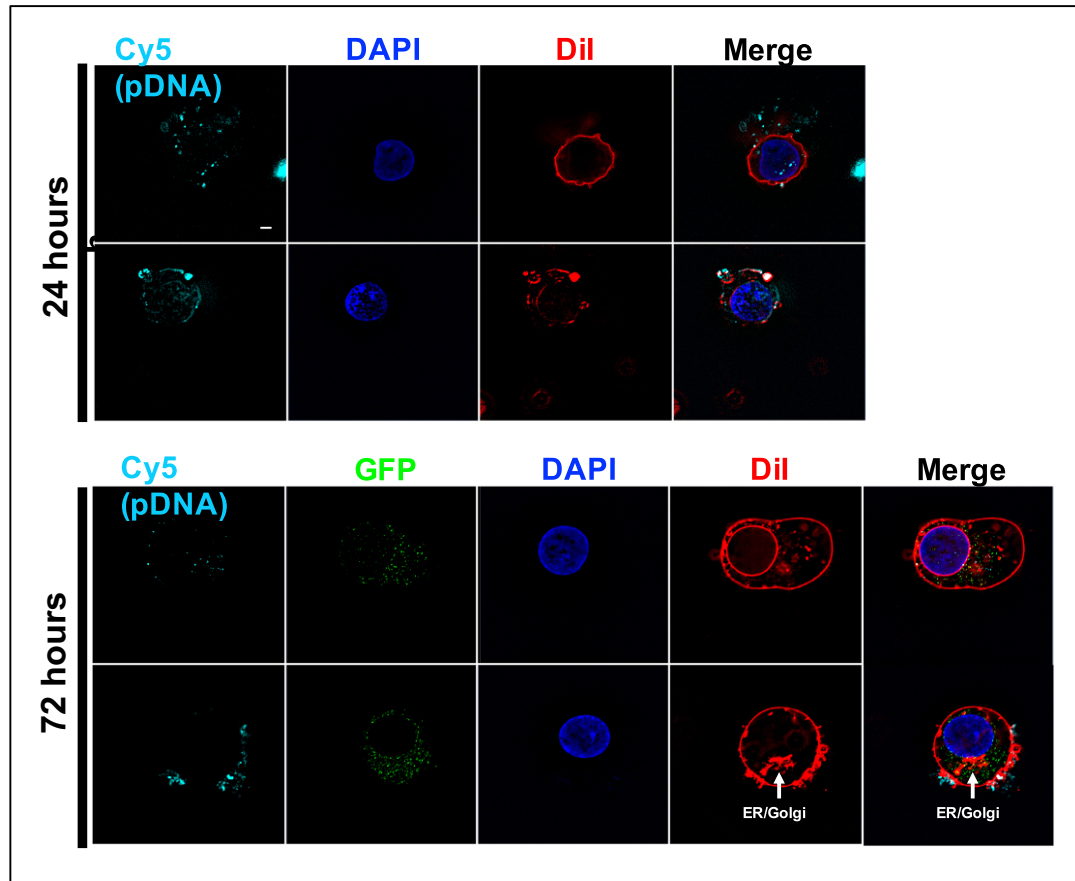 Cy5 DAPI DiI Merge
(pDNA)
24 hours
Cy5 GFP DAPI DiI Merge
(pDNA)
72 hours
ER/Golgi ER/Golgi